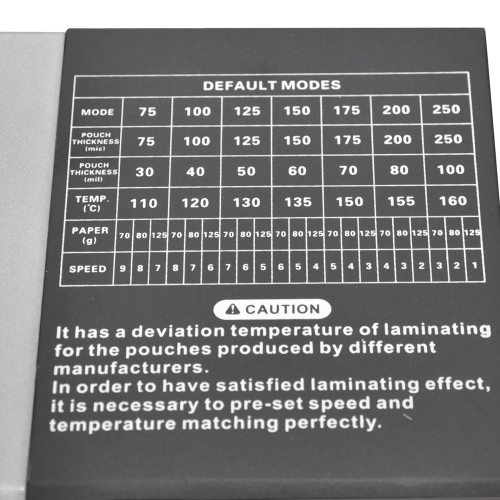 DEFAULT MODES
MODE 75 100 125 150 175 200 250
POUCH THICKNESS (mic) 75 100 125 150 175 200 250
POUCH THICKNESS (mil) 30 40 50 60 70 80 100
TEMP. (°C) 110 120 130 135 150 155 160
PAPER (g) 70 80 125 70 80 125 70 80 125 70 80 125 70 80 125 70 80 125 70 80 125
SPEED 9 8 7 8 7 6 7 6 5 6 5 4 5 4 3 4 3 2 3 2 1
CAUTION
It has a deviation temperature of laminating
for the pouches produced by different
manufacturers.
In order to have satisfied laminating effect,
it is necessary to pre-set speed and
temperature matching perfectly.